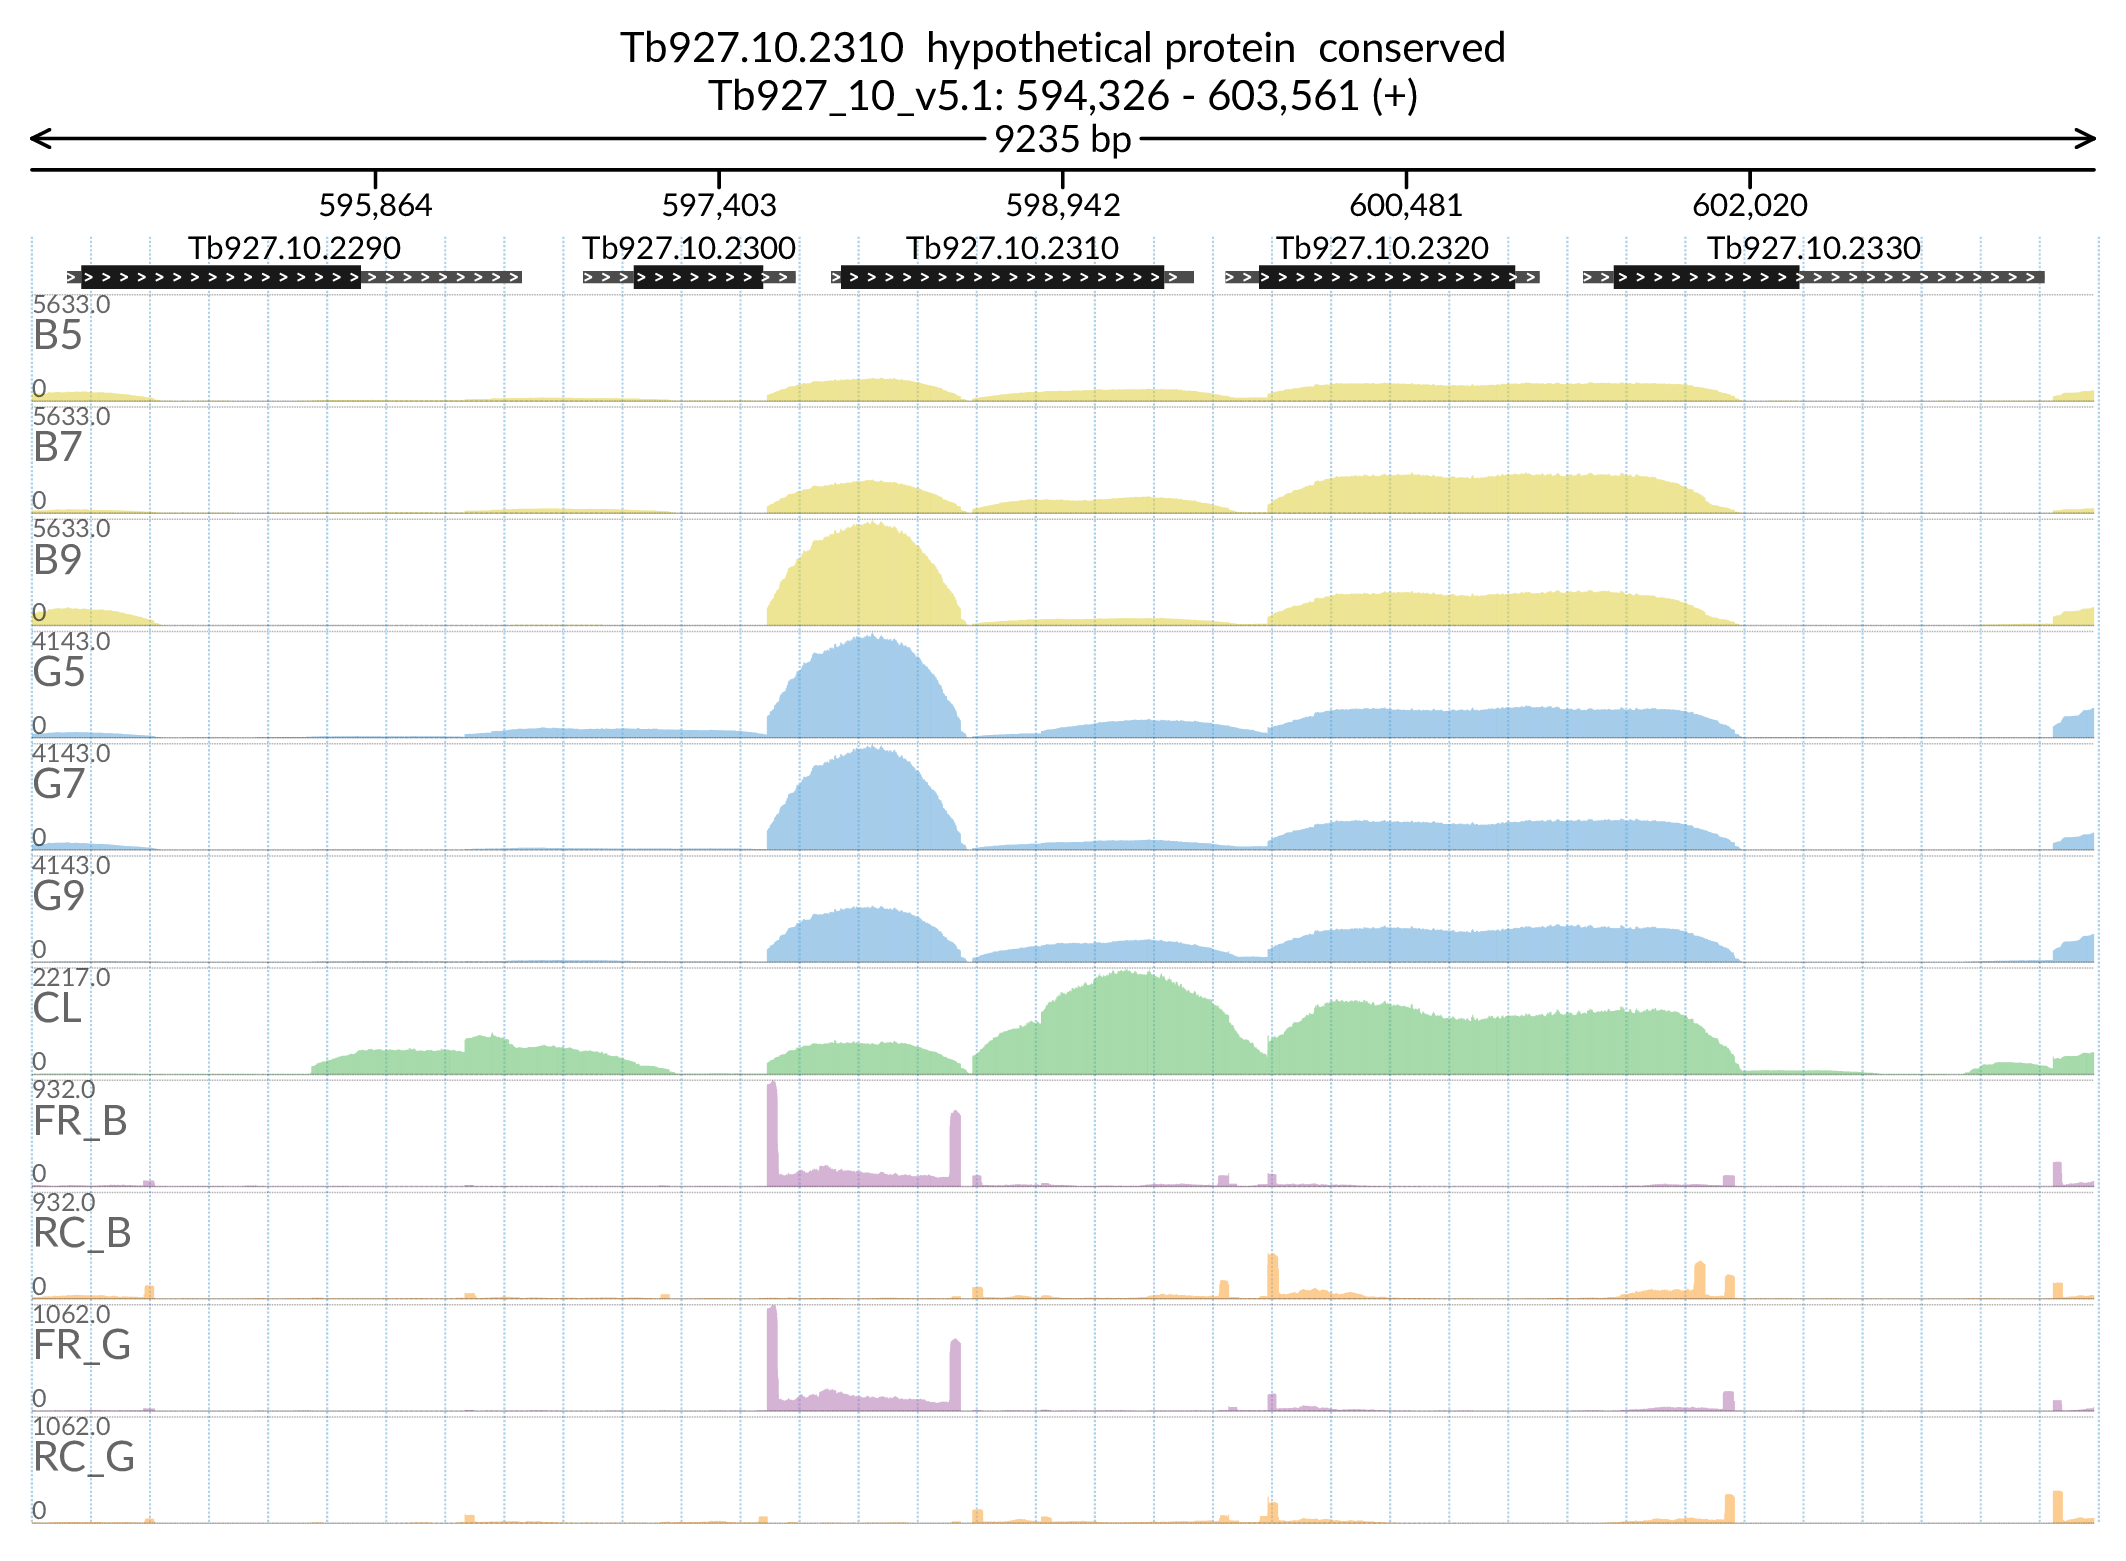 Tb927.10.2310 hypothetical protein conserved
Tb927_10_v5.1: 594,326 - 603,561 (+)
9235 bp
595,864 597,403 598,942 600,481 602,020
Tb927.10.2290 Tb927.10.2300 Tb927.10.2310 Tb927.10.2320 Tb927.10.2330
5633.0
B5
0
5633.0
B7
0
5633.0
B9
0
4143.0
G5
0
4143.0
G7
0
4143.0
G9
0
2217.0
CL
0
932.0
FR_B
0
932.0
RC_B
0
1062.0
FR_G
0
1062.0
RC_G
0